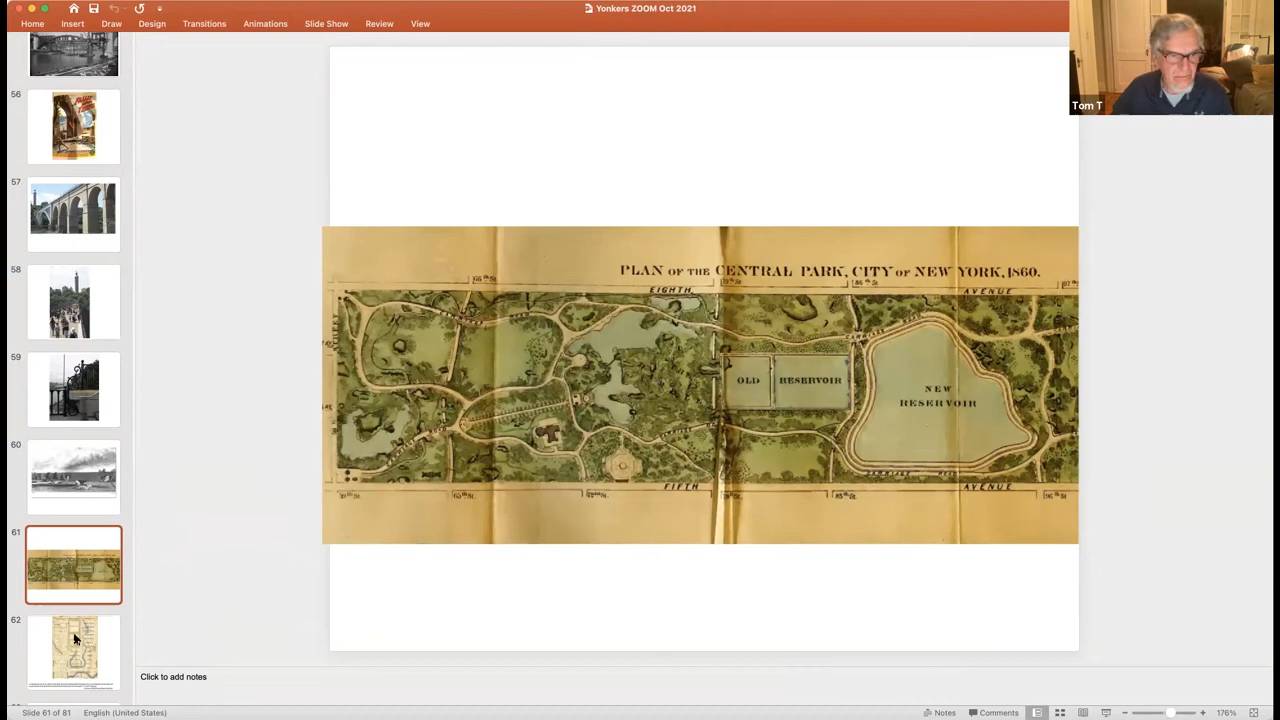 Yonkers ZOOM Oct 2021
Home Insert Draw Design Transitions Animations Slide Show Review View
Tom T
56
57
58
59
60
61
62
PLAN OF THE CENTRAL PARK, CITY OF NEW YORK, 1860.
EIGHTH AVENUE
OLD RESERVOIR
NEW
RESERVOIR
FIFTH AVENUE
Click to add notes
Slide 61 of 81 English (United States) Notes Comments 176%